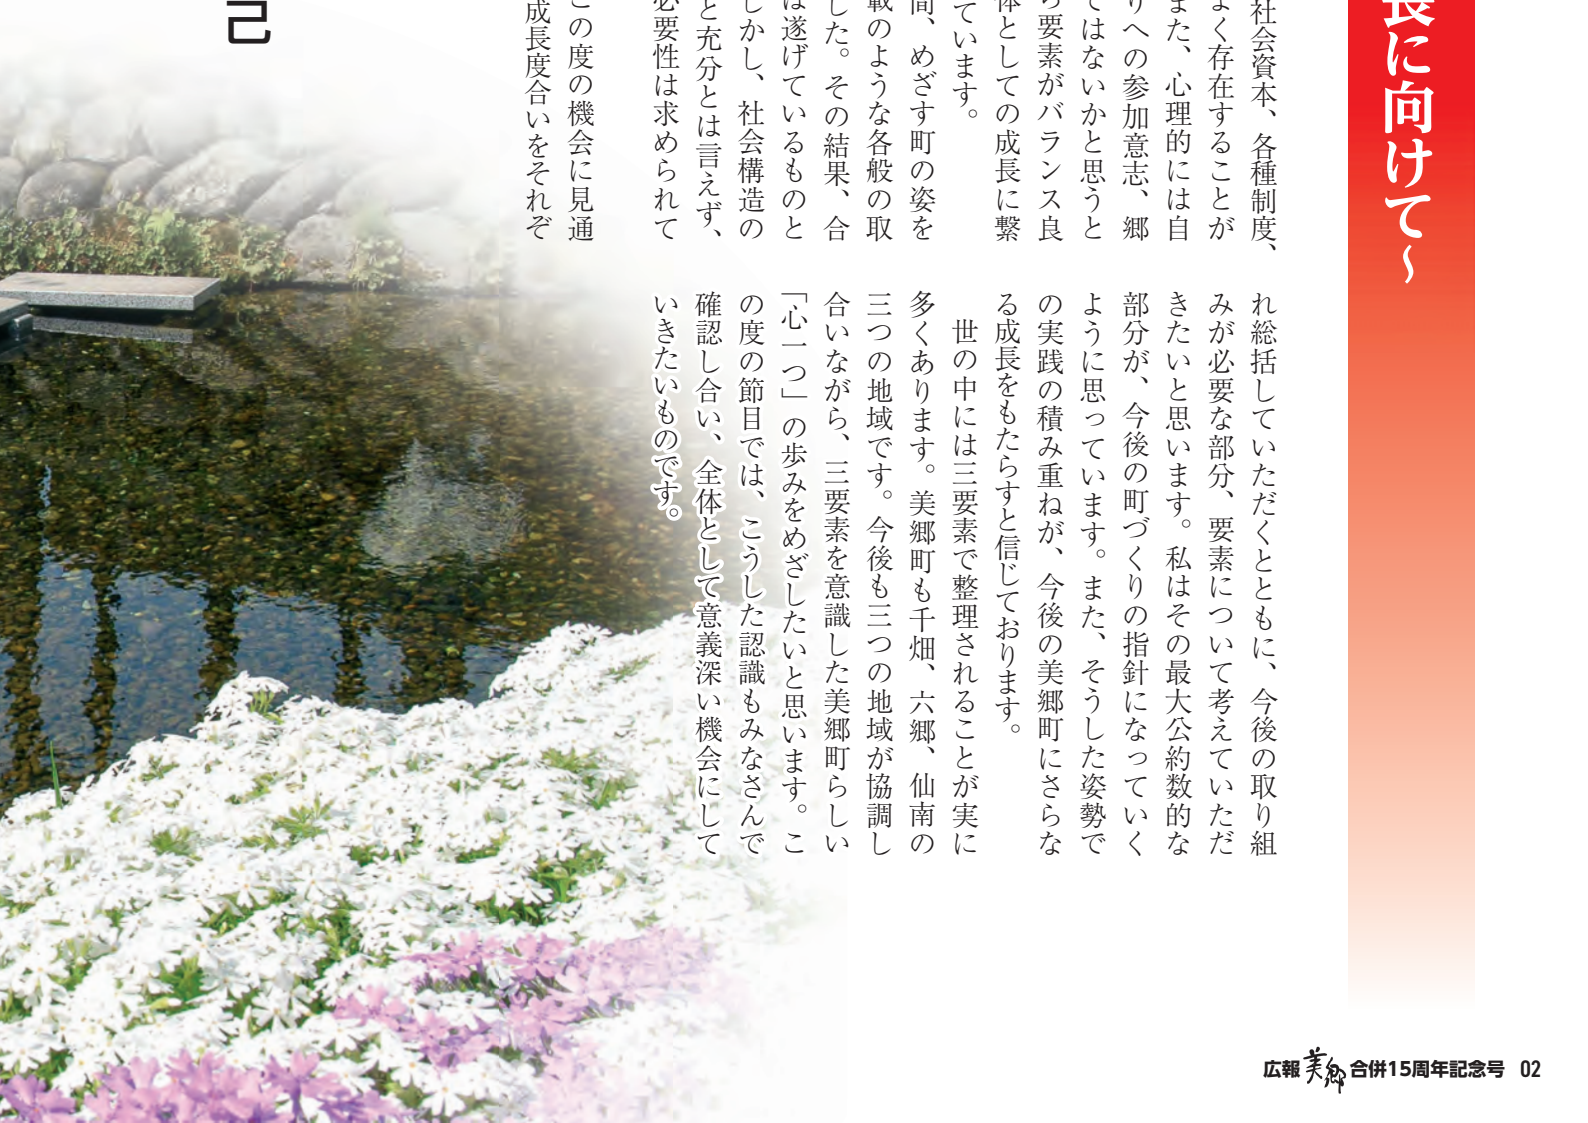 長に向けて～
社会資本、各種制度、
よく存在することが
また、心理的には自
りへの参加意志、郷
ではないかと思うと
ら要素がバランス良
体としての成長に繋
ています。
間、めざす町の姿を
載のような各般の取
した。その結果、合
は遂げているものと
しかし、社会構造の
と充分とは言えず、
必要性は求められて
この度の機会に見通
成長度合いをそれぞ
れ総括していただくとともに、今後の取り組
みが必要な部分、要素について考えていただ
きたいと思います。私はその最大公約数的な
部分が、今後の町づくりの指針になっていく
ように思っています。また、そうした姿勢で
の実践の積み重ねが、今後の美郷町にさらな
る成長をもたらすと信じております。
世の中には三要素で整理されることが実に
多くあります。美郷町も千畑、六郷、仙南の
三つの地域です。今後も三つの地域が協調し
合いながら、三要素を意識した美郷町らしい
「心一つ」の歩みをめざしたいと思います。こ
の度の節目では、こうした認識もみなさんで
確認し合い、全体として意義深い機会にして
いきたいものです。
己
広報美郷 合併15周年記念号 02